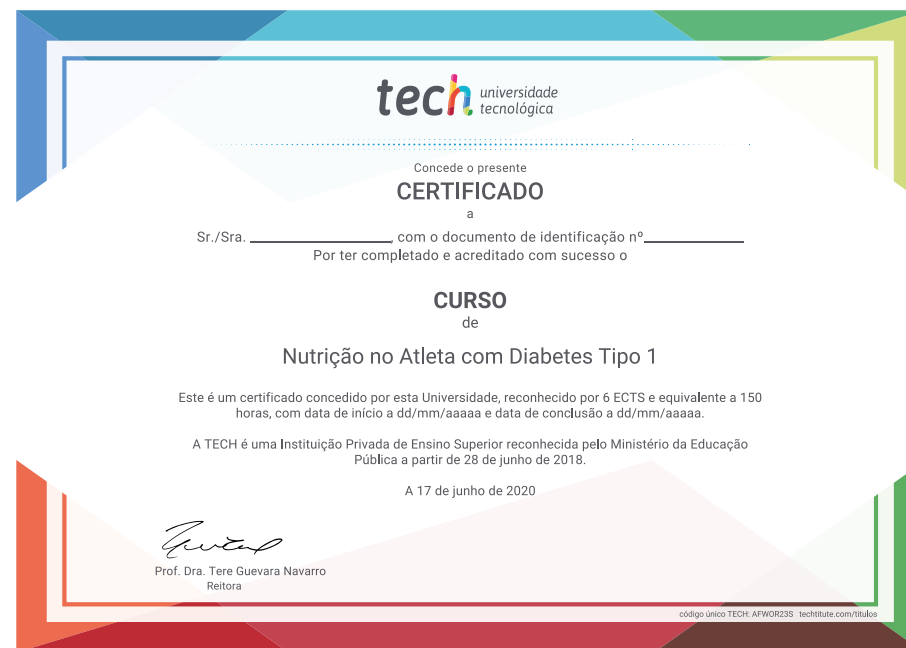 tech universidade
tecnológica
Concede o presente
CERTIFICADO
a
Sr./Sra. ____________________, com o documento de identificação nº______________
Por ter completado e acreditado com sucesso o
CURSO
de
Nutrição no Atleta com Diabetes Tipo 1
Este é um certificado concedido por esta Universidade, reconhecido por 6 ECTS e equivalente a 150
horas, com data de início a dd/mm/aaaaa e data de conclusão a dd/mm/aaaaa.
A TECH é uma Instituição Privada de Ensino Superior reconhecida pelo Ministério da Educação
Pública a partir de 28 de junho de 2018.
A 17 de junho de 2020
Prof. Dra. Tere Guevara Navarro
Reitora
código único TECH: AFWOR23S techtitute.com/titulos